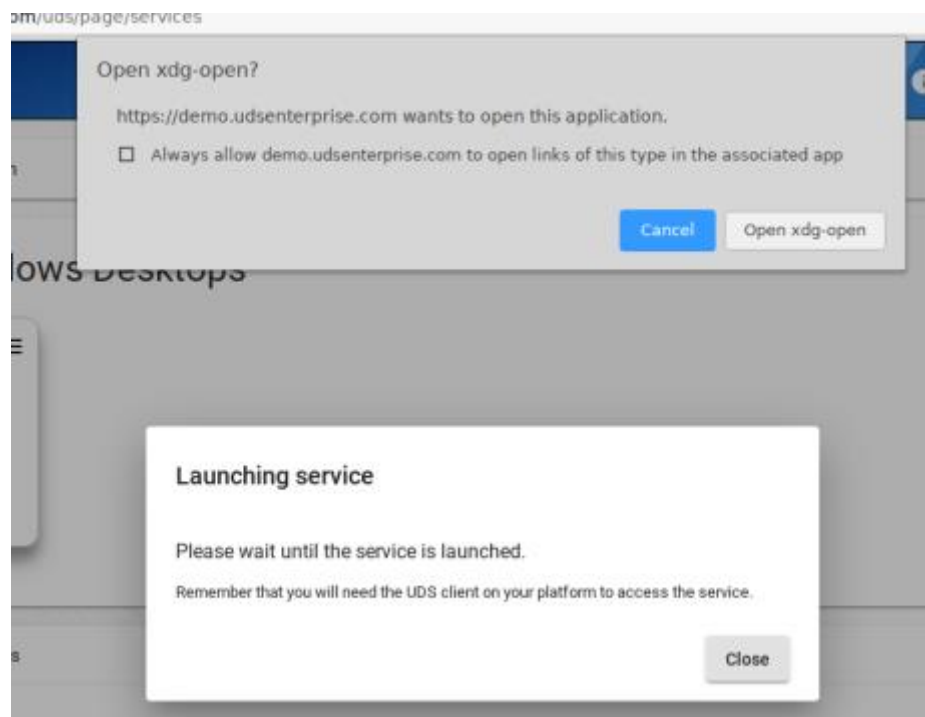 om/uds/page/services
Open xdg-open?
https://demo.udsenterprise.com wants to open this application.
Always allow demo.udsenterprise.com to open links of this type in the associated app
Cancel
Open xdg-open
lows Desktops
Launching service
Please wait until the service is launched.
Remember that you will need the UDS client on your platform to access the service.
Close
s